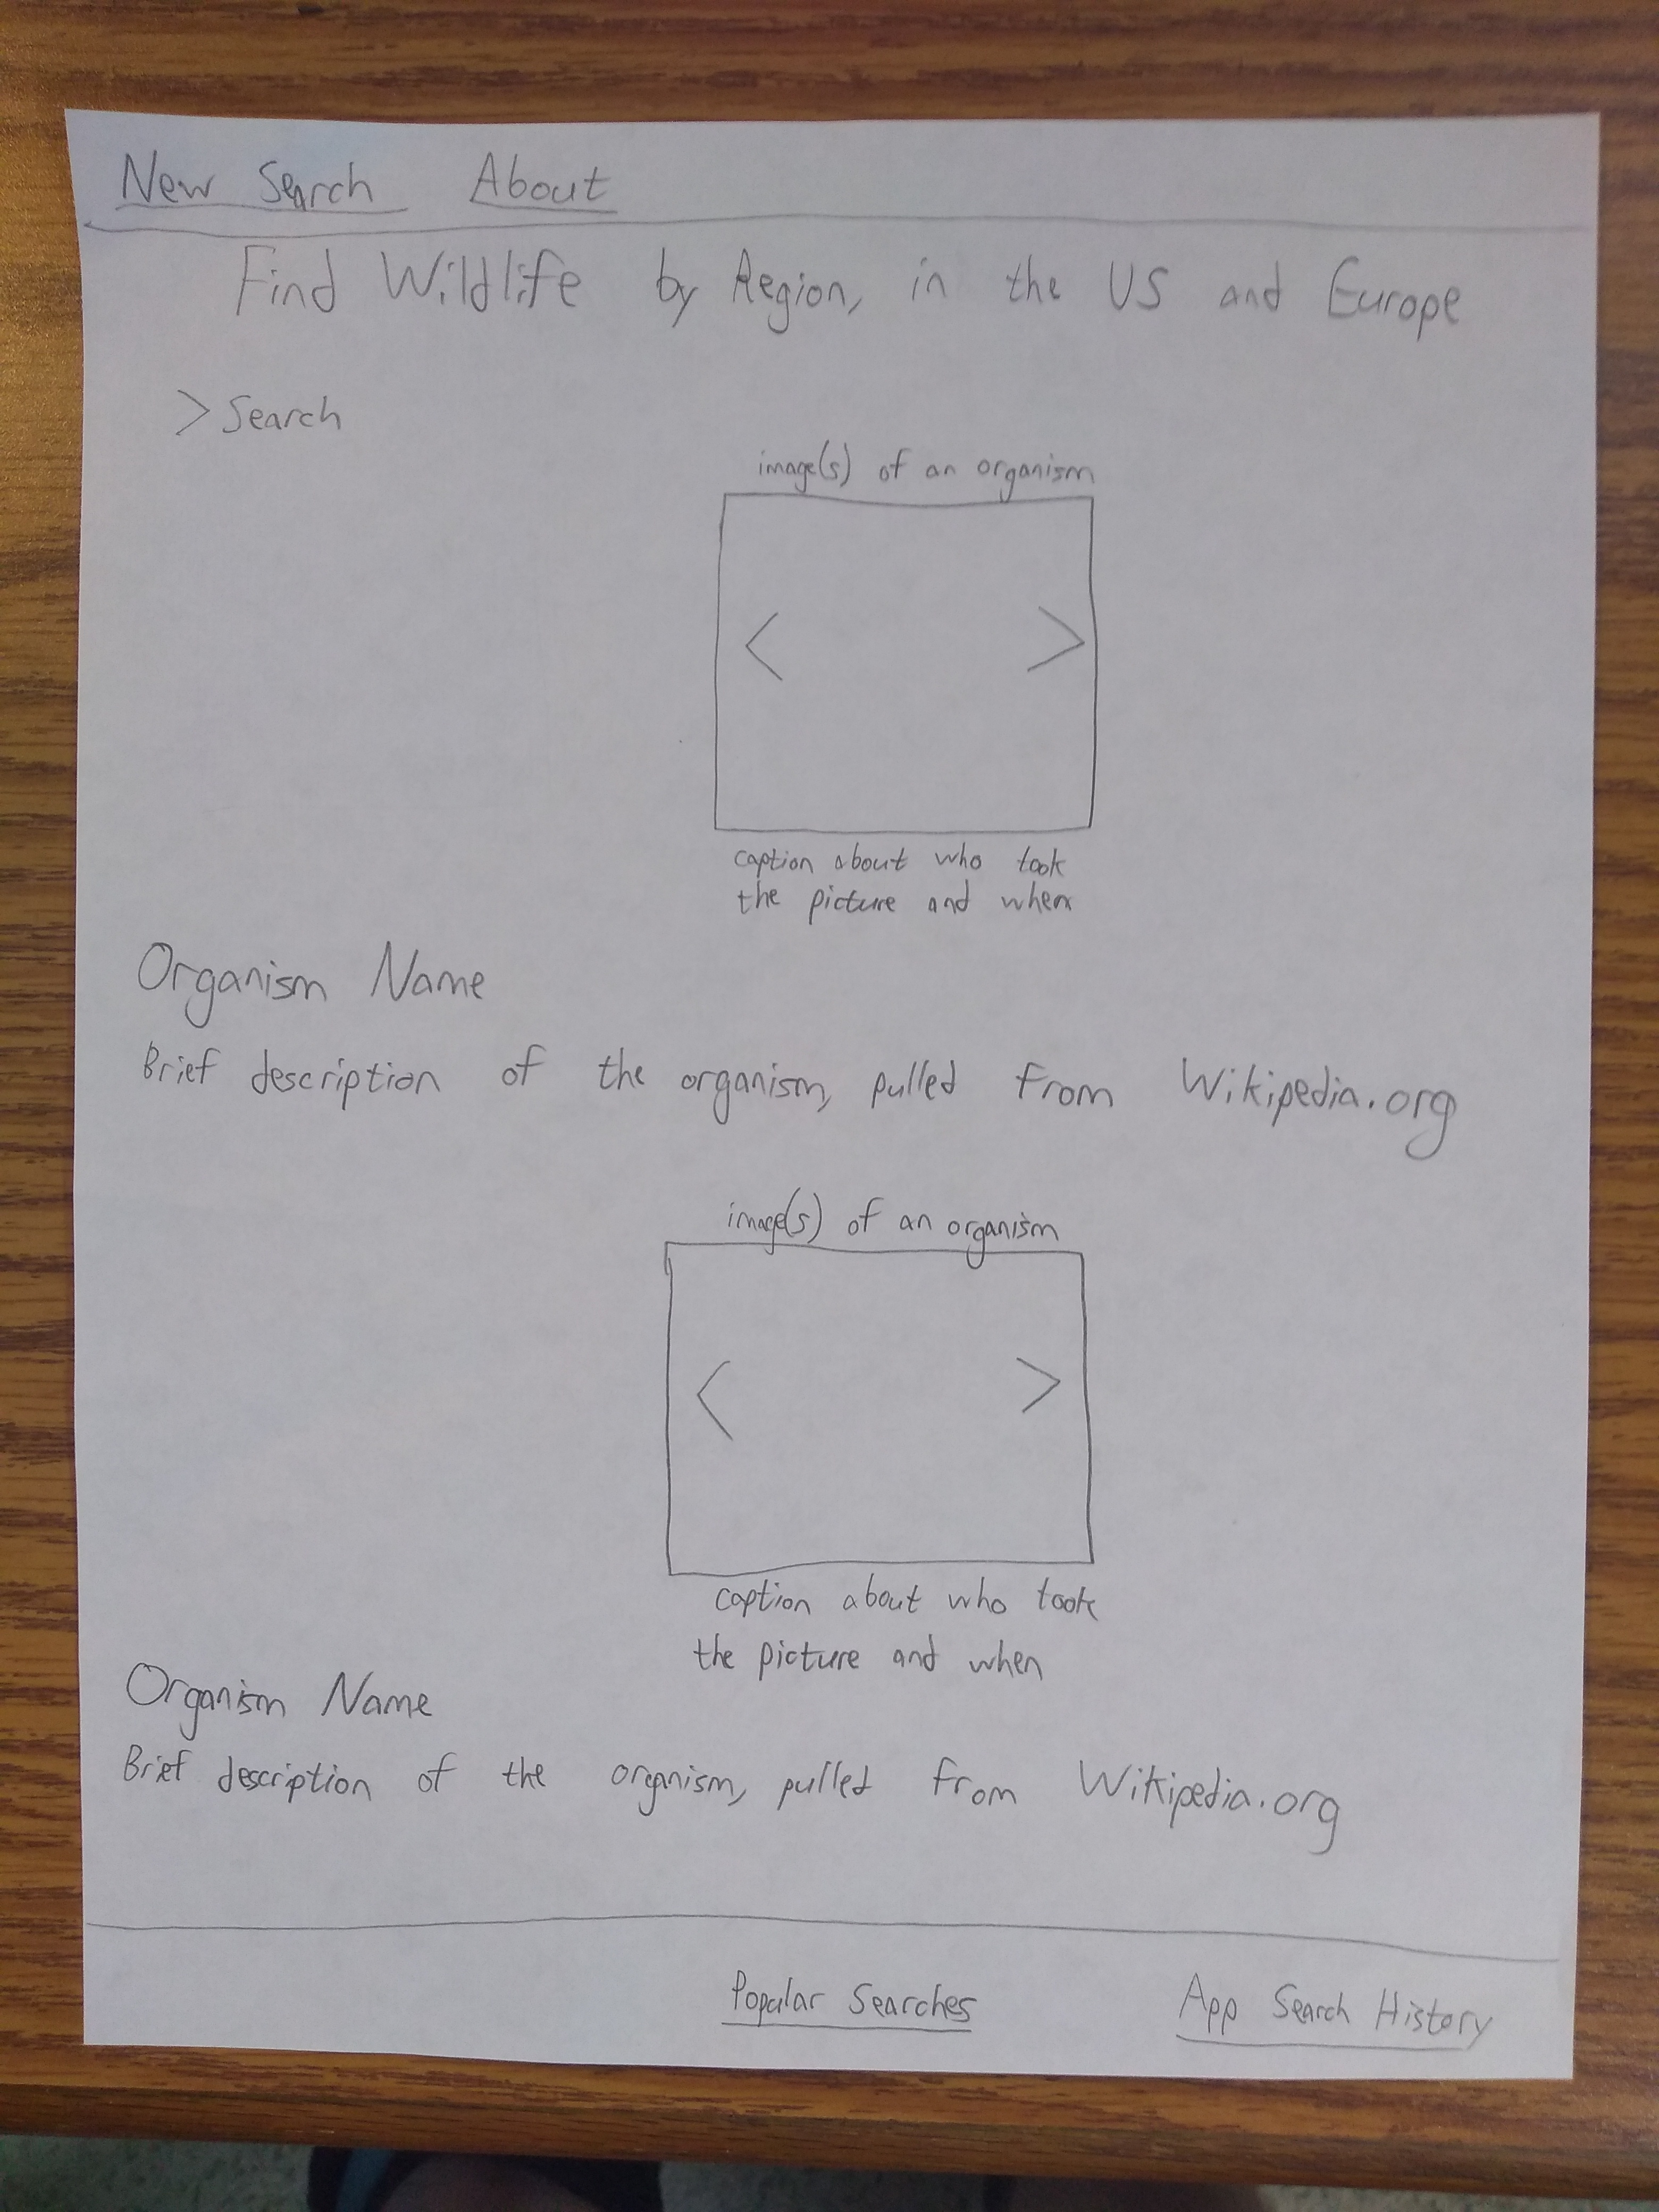 New Search About
Find Wildlife by Region, in the US and Europe
> Search
image(s) of an organism
< >
caption about who took
the picture and when
Organism Name
Brief description of the organism, pulled from Wikipedia.org
image(s) of an organism
< >
caption about who took
the picture and when
Organism Name
Brief description of the organism, pulled from Wikipedia.org
Popular Searches App Search History